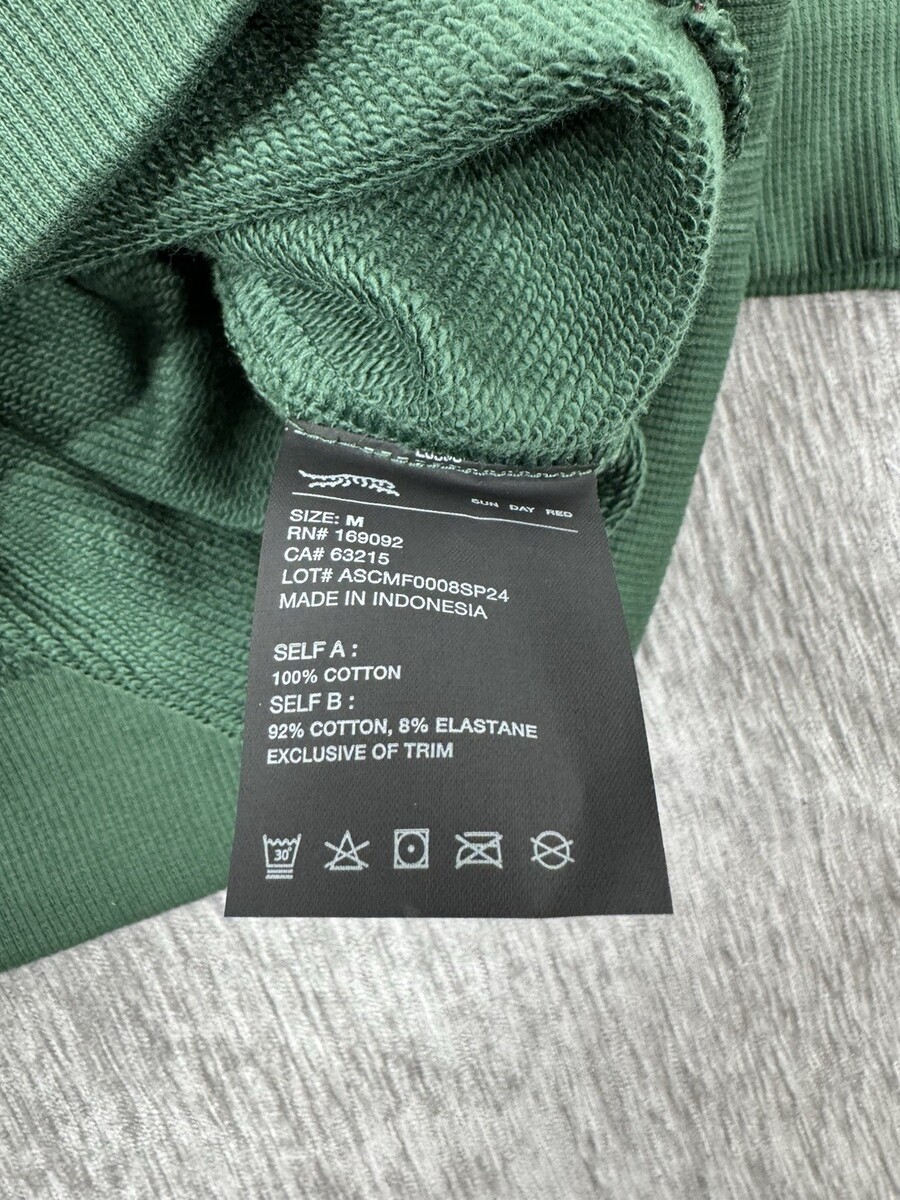 SUN DAY RED
SIZE: M
RN# 169092
CA# 63215
LOT# ASCMF0008SP24
MADE IN INDONESIA
SELF A :
100% COTTON
SELF B :
92% COTTON, 8% ELASTANE
EXCLUSIVE OF TRIM
30°